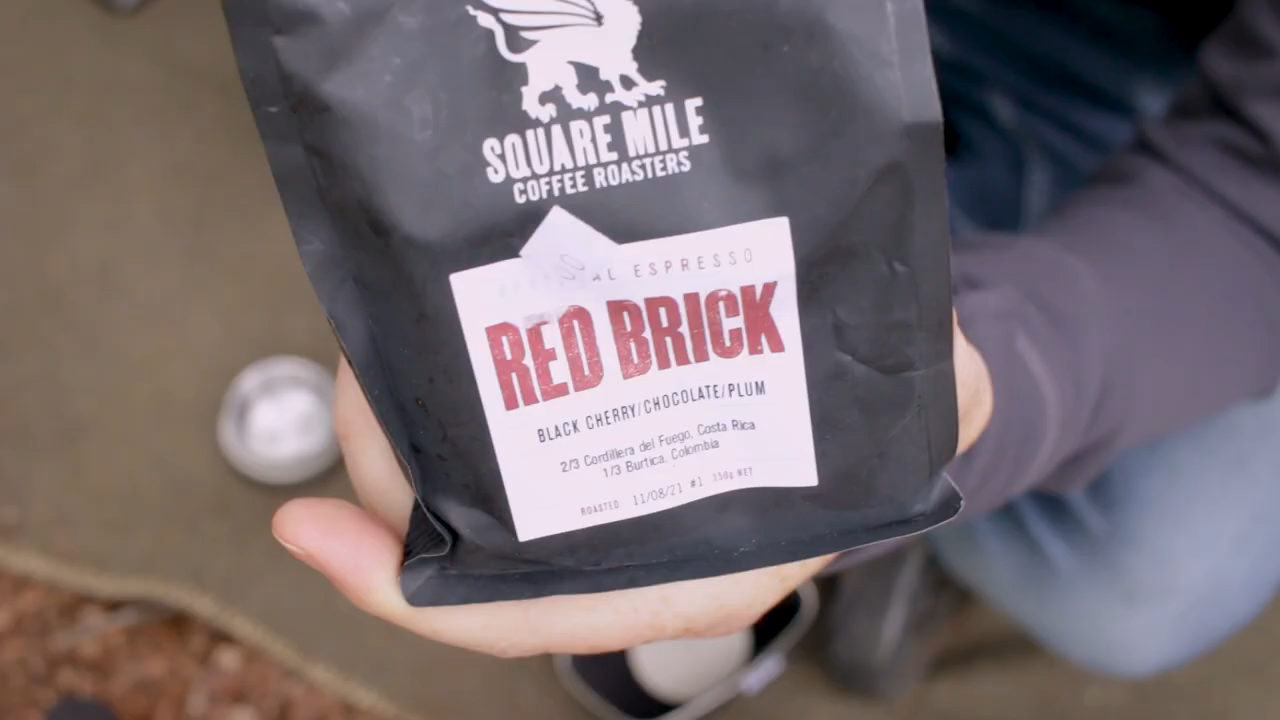 SQUARE MILE
COFFEE ROASTERS
ESPRESSO
RED BRICK
BLACK CHERRY/CHOCOLATE/PLUM
2/3 Cordillera del Fuego, Costa Rica
1/3 Burtica, Colombia
ROASTED 11/08/21 #1 350g NET